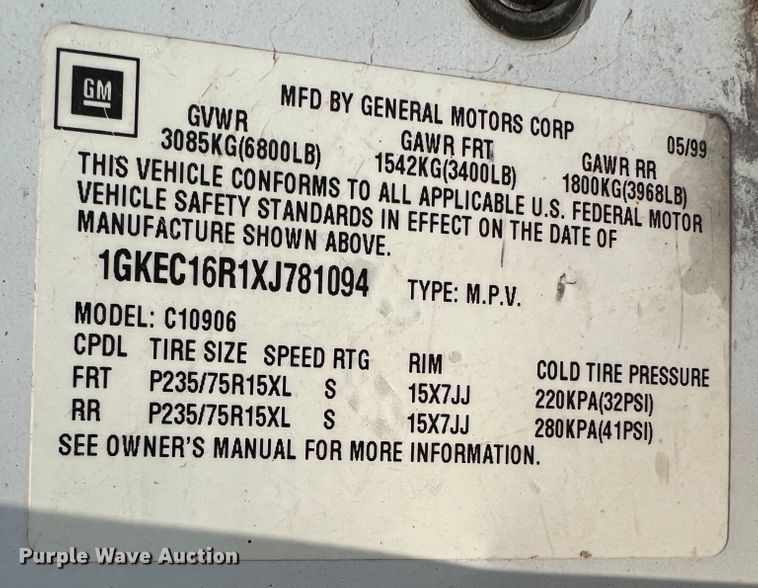 GM
MFD BY GENERAL MOTORS CORP 05/99
GVWR GAWR FRT GAWR RR
3085KG(6800LB) 1542KG(3400LB) 1800KG(3968LB)
THIS VEHICLE CONFORMS TO ALL APPLICABLE U.S. FEDERAL MOTOR
VEHICLE SAFETY STANDARDS IN EFFECT ON THE DATE OF
MANUFACTURE SHOWN ABOVE.
1GKEC16R1XJ781094 TYPE: M.P.V.
MODEL: C10906
CPDL TIRE SIZE SPEED RTG RIM COLD TIRE PRESSURE
FRT P235/75R15XL S 15X7JJ 220KPA(32PSI)
RR P235/75R15XL S 15X7JJ 280KPA(41PSI)
SEE OWNER'S MANUAL FOR MORE INFORMATION.
Purple Wave Auction